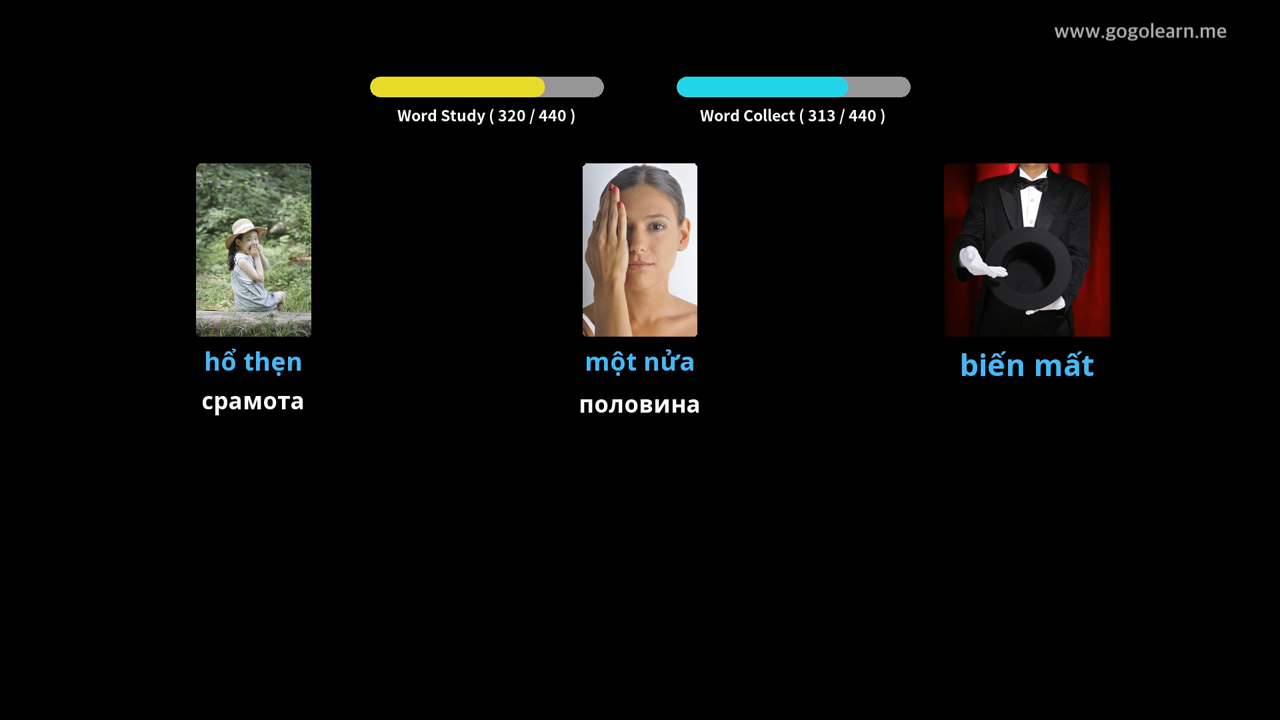 www.gogolearn.me
Word Study ( 320 / 440 )
Word Collect ( 313 / 440 )
hổ thẹn
một nửa
biến mất
срамота
половина